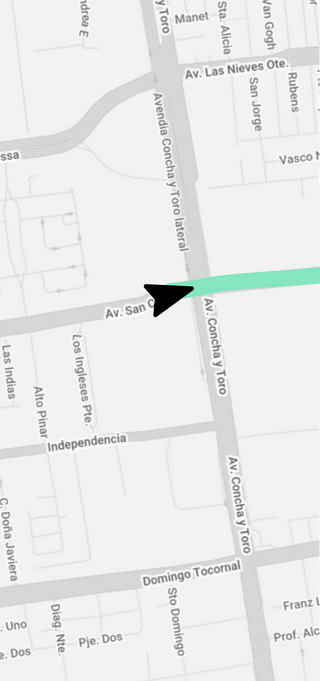 ndrea E
y Toro
Manet
Sta. Alicia
Van Gogh
Av. Las Nieves Ote.
San Jorge
Rubens
Avendia Concha y Toro lateral
essa
Vasco N
Av. San C
Av. Concha y Toro
Las Indias
Los Ingleses Pte.
Alto Pinar
Independencia
Av. Concha y Toro
C. Doña Javiera
Domingo Tocornal
Diag. Nte.
Sto Domingo
. Uno
Pje. Dos
e. Dos
Franz L
Prof. Alc